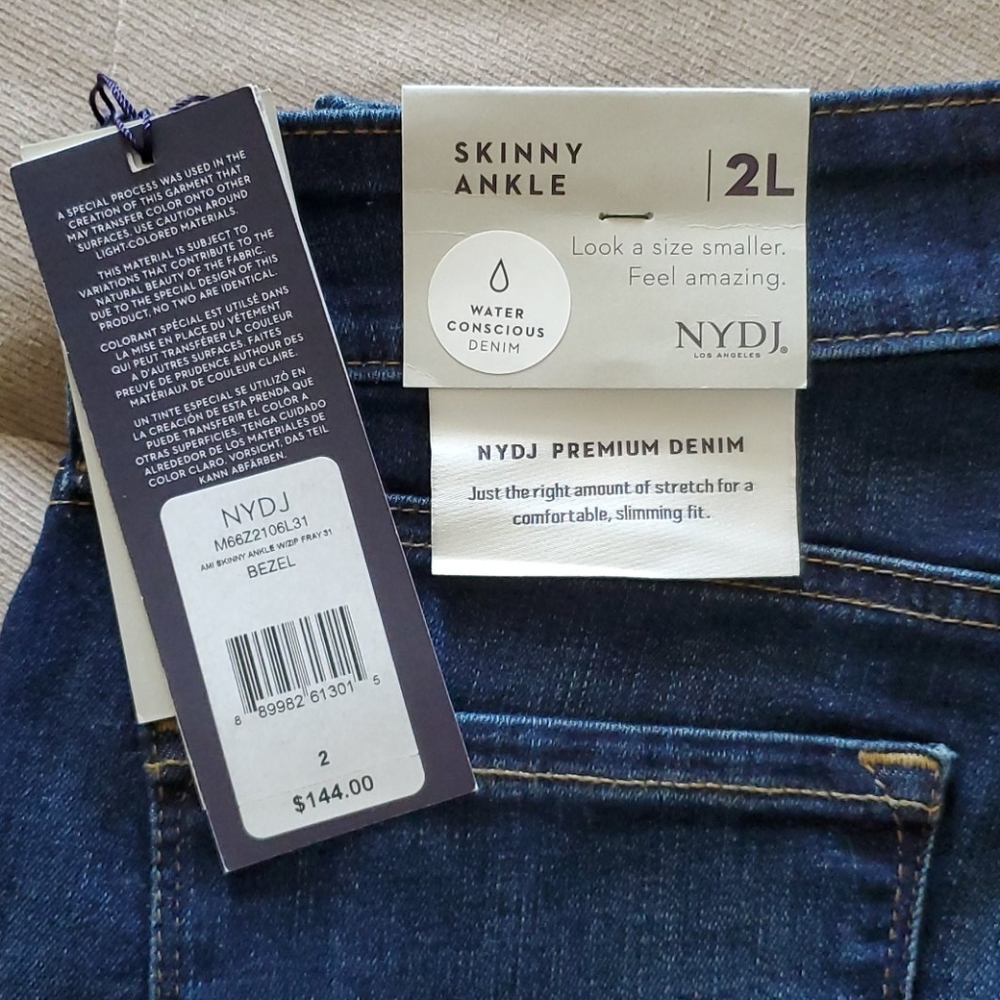 A SPECIAL PROCESS WAS USED IN THE
CREATION OF THIS GARMENT THAT
MAY TRANSFER COLOR ONTO OTHER
SURFACES. USE CAUTION AROUND
LIGHT-COLORED MATERIALS.
THIS MATERIAL IS SUBJECT TO
VARIATIONS THAT CONTRIBUTE TO THE
NATURAL BEAUTY OF THE FABRIC.
DUE TO THE SPECIAL DESIGN OF THIS
PRODUCT, NO TWO ARE IDENTICAL.
COLORANT SPÉCIAL EST UTILSÉ DANS
LA MISE EN PLACE DU VÊTEMENT
QUI PEUT TRANSFÉRER LA COULEUR
A D'AUTRES SURFACES. FAITES
PREUVE DE PRUDENCE AUTHOUR DES
MATÉRIAUX DE COULEUR CLAIRE.
UN TINTE ESPECIAL SE UTILIZÓ EN
LA CREACIÓN DE ESTA PRENDA QUE
PUEDE TRANSFERIR EL COLOR A
OTRAS SUPERFICIES. TENGA CUIDADO
ALREDEDOR DE LOS MATERIALES DE
COLOR CLARO. VORSICHT, DAS TEIL
KANN ABFÄRBEN.
NYDJ
M66Z2106L31
AMI SKINNY ANKLE W/ZIP FRAY 31
BEZEL
8 89982 61301 5
2
$144.00
SKINNY
ANKLE
2L
Look a size smaller.
Feel amazing.
WATER
CONSCIOUS
DENIM
NYDJ®
LOS ANGELES
NYDJ PREMIUM DENIM
Just the right amount of stretch for a
comfortable, slimming fit.